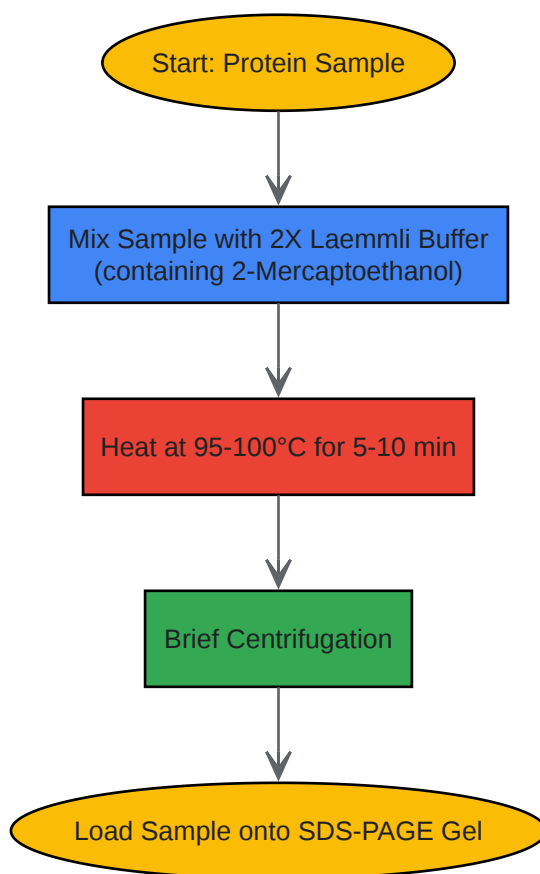 Start: Protein Sample
Mix Sample with 2X Laemmli Buffer
(containing 2-Mercaptoethanol)
Heat at 95-100°C for 5-10 min
Brief Centrifugation
Load Sample onto SDS-PAGE Gel